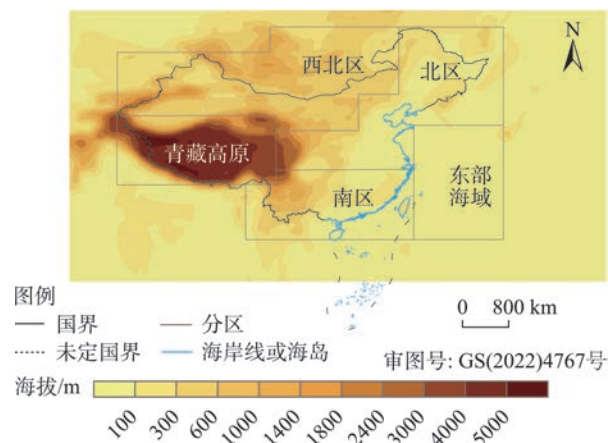 N
西北区
北区
青藏高原
东部
海域
南区
图例
0 800 km
国界
分区
未定国界
海岸线或海岛
审图号: GS(2022)4767号
海拔/m
100 300 600 1000 1400 1800 2400 3000 4000 5000